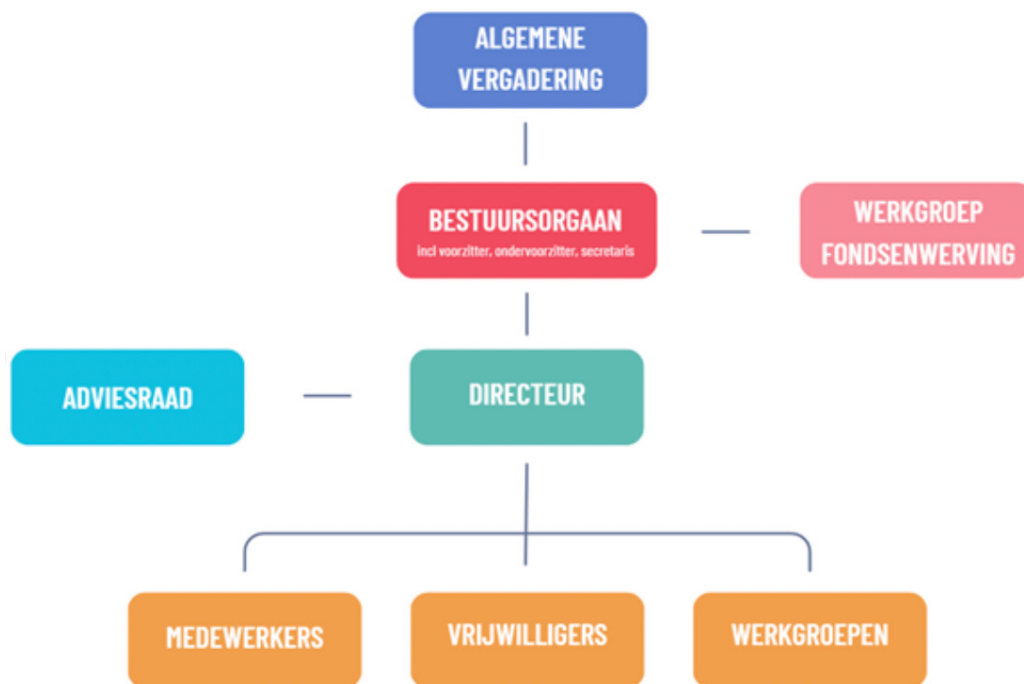 ALGEMENE
VERGADERING
BESTUURSORGAAN
incl voorzitter, ondervoorzitter, secretaris
WERKGROEP
FONDSENWERVING
ADVIESRAAD
DIRECTEUR
MEDEWERKERS
VRIJWILLIGERS
WERKGROEPEN